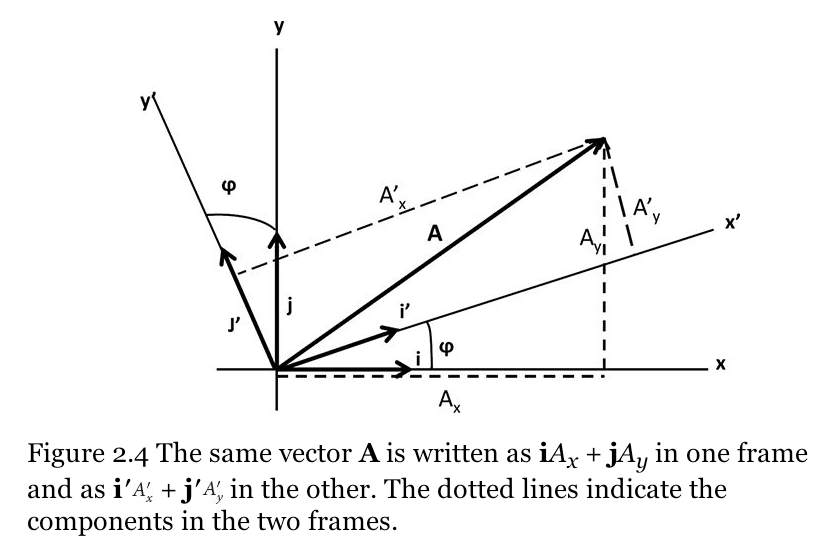 y
y'
φ
A'x
A
A'y
x'
Ay
i'
j
J'
φ
i
x
Ax
Figure 2.4 The same vector A is written as iAx + jAy in one frame
and as i′A′x + j′A′y in the other. The dotted lines indicate the
components in the two frames.